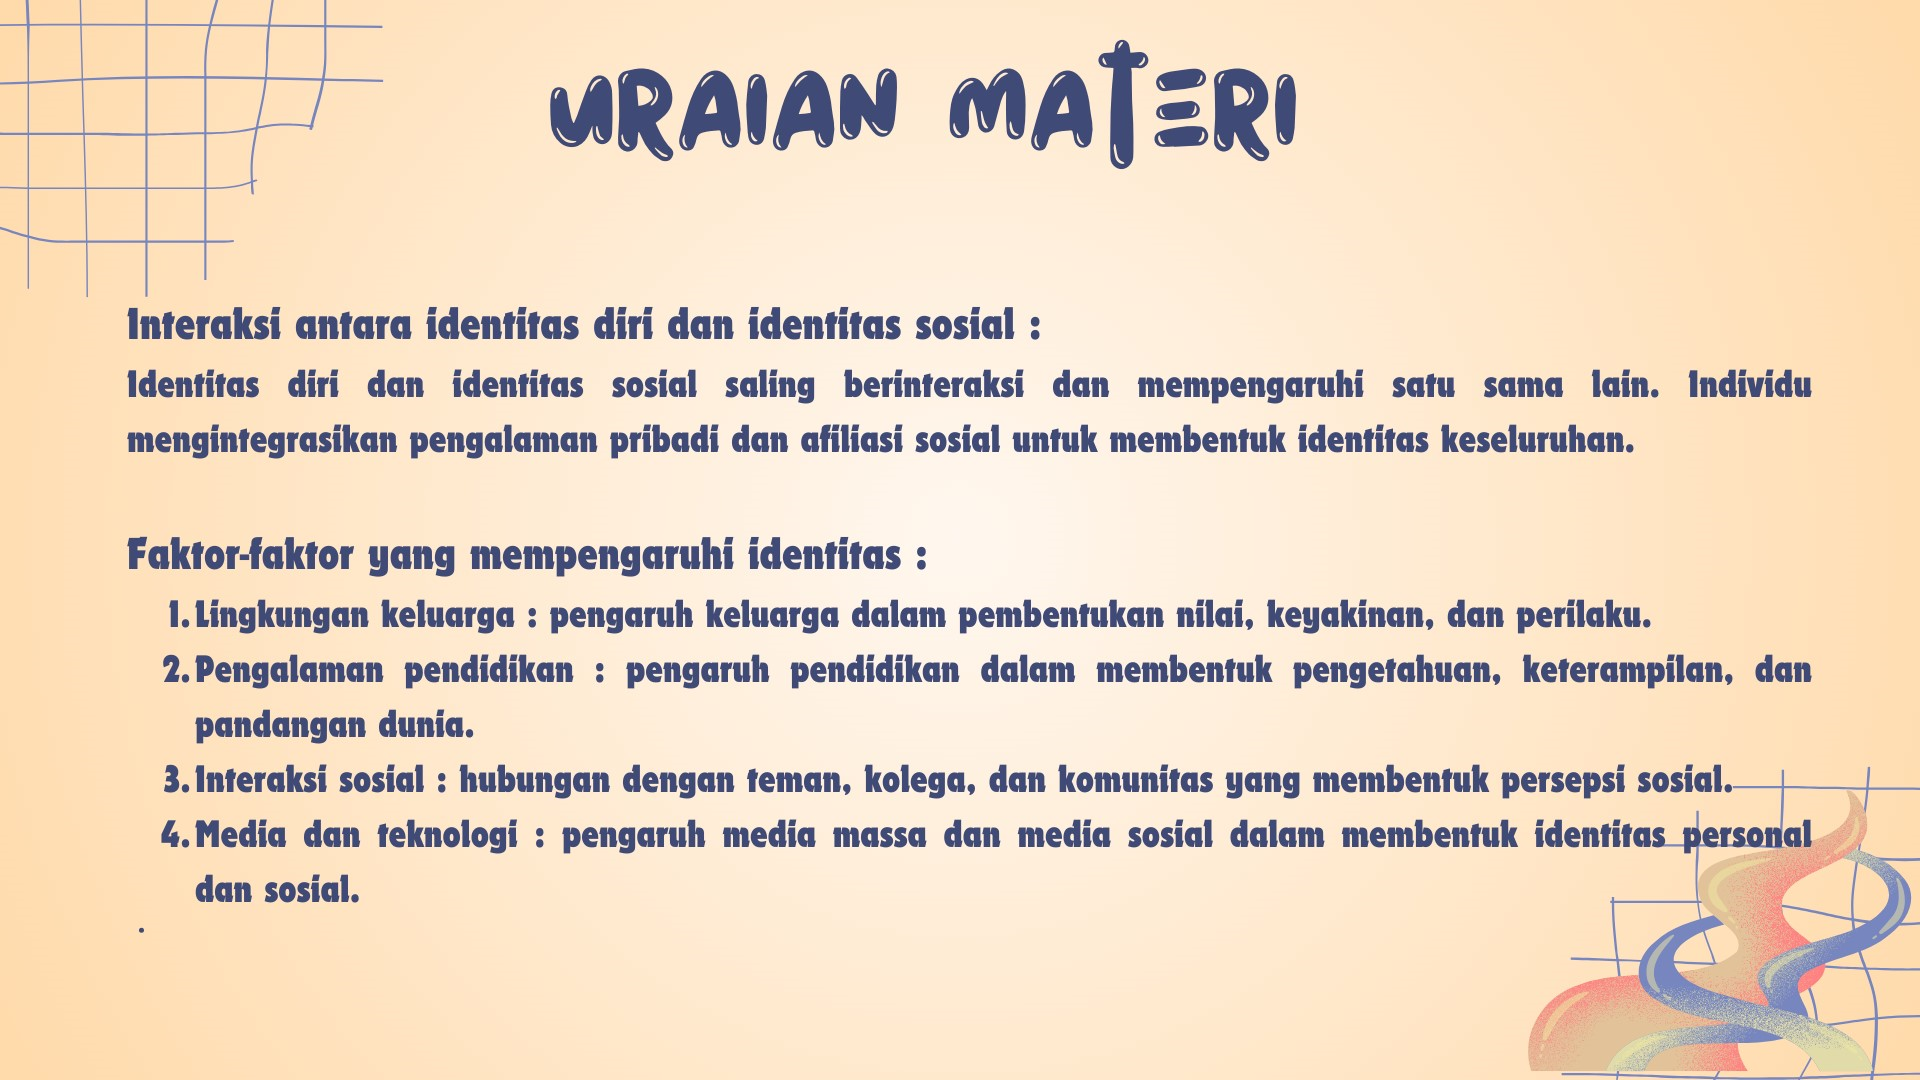 URAIAN MATERI
Interaksi antara identitas diri dan identitas sosial :
Identitas diri dan identitas sosial saling berinteraksi dan mempengaruhi satu sama lain. Individu
mengintegrasikan pengalaman pribadi dan afiliasi sosial untuk membentuk identitas keseluruhan.
Faktor-faktor yang mempengaruhi identitas :
1. Lingkungan keluarga : pengaruh keluarga dalam pembentukan nilai, keyakinan, dan perilaku.
2. Pengalaman pendidikan : pengaruh pendidikan dalam membentuk pengetahuan, keterampilan, dan
pandangan dunia.
3. Interaksi sosial : hubungan dengan teman, kolega, dan komunitas yang membentuk persepsi sosial.
4. Media dan teknologi : pengaruh media massa dan media sosial dalam membentuk identitas personal
dan sosial.
.